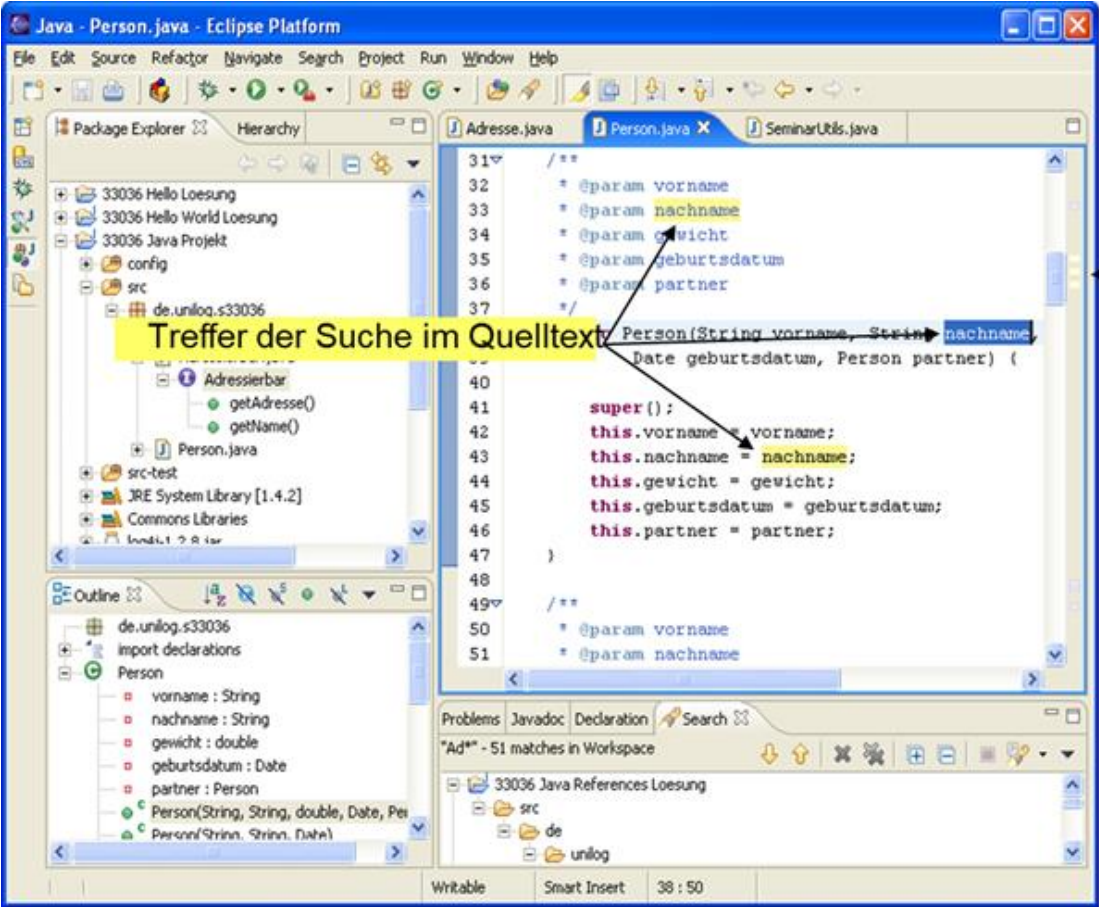 Java - Person.java - Eclipse Platform
File Edit Source Refactor Navigate Search Project Run Window Help
Package Explorer Hierarchy
33036 Hello Loesung
33036 Hello World Loesung
33036 Java Projekt
config
src
de.unilog.s33036
Adressierbar
getAdresse()
getName()
Person.java
src-test
JRE System Library [1.4.2]
Commons Libraries
log4j-1.2.8.jar
Treffer der Suche im Quelltext
Adresse.java Person.java SeminarUtils.java
31 /**
32 * @param vorname
33 * @param nachname
34 * @param gewicht
35 * @param geburtsdatum
36 * @param partner
37 */
Person(String vorname, String nachname,
Date geburtsdatum, Person partner) {
40
41 super();
42 this.vorname = vorname;
43 this.nachname = nachname;
44 this.gewicht = gewicht;
45 this.geburtsdatum = geburtsdatum;
46 this.partner = partner;
47 }
48
49 /**
50 * @param vorname
51 * @param nachname
Outline
de.unilog.s33036
import declarations
Person
vorname : String
nachname : String
gewicht : double
geburtsdatum : Date
partner : Person
Person(String, String, double, Date, Per
Person(String, String, Date)
Problems Javadoc Declaration Search
"Ad*" - 51 matches in Workspace
33036 Java References Loesung
src
de
unilog
Writable Smart Insert 38 : 50